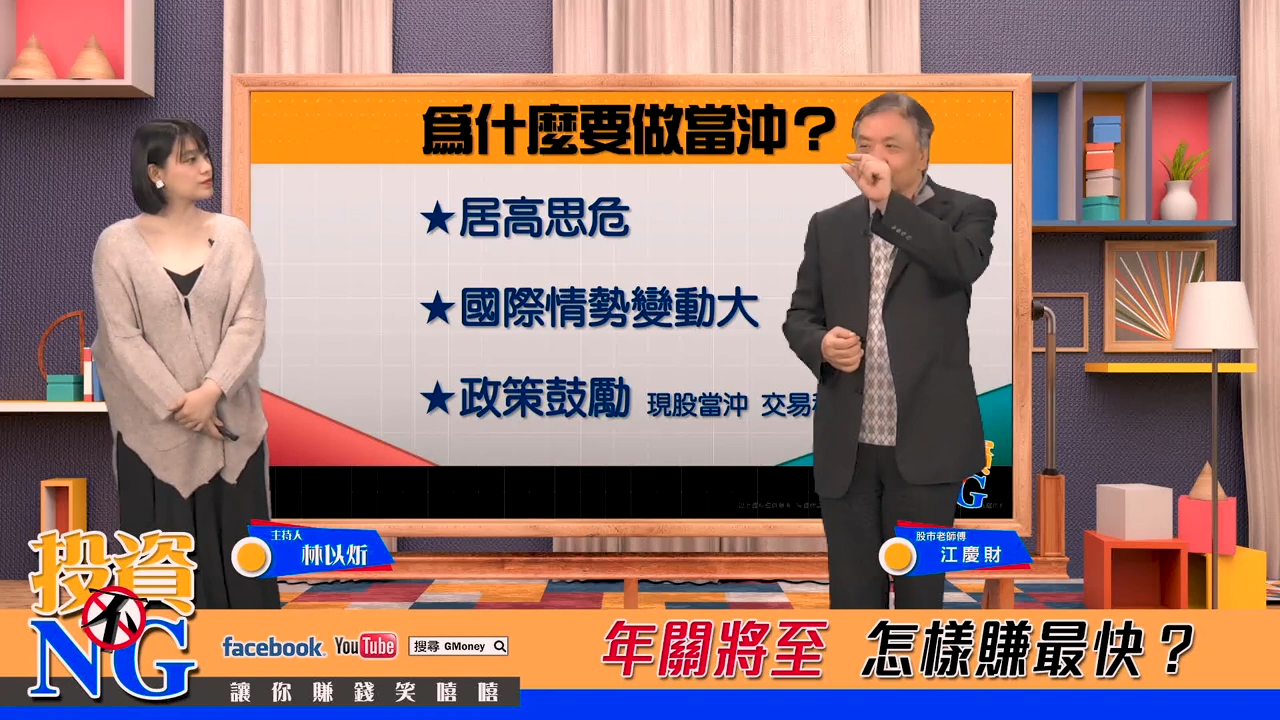 為什麼要做當沖？
★居高思危
★國際情勢變動大
★政策鼓勵 現股當沖 交易
主持人
林以炘
股市老師傅
江慶財
投資
不
NG
NG
facebook. YouTube 搜尋 GMoney
年關將至 怎樣賺最快？
讓你賺錢笑嘻嘻